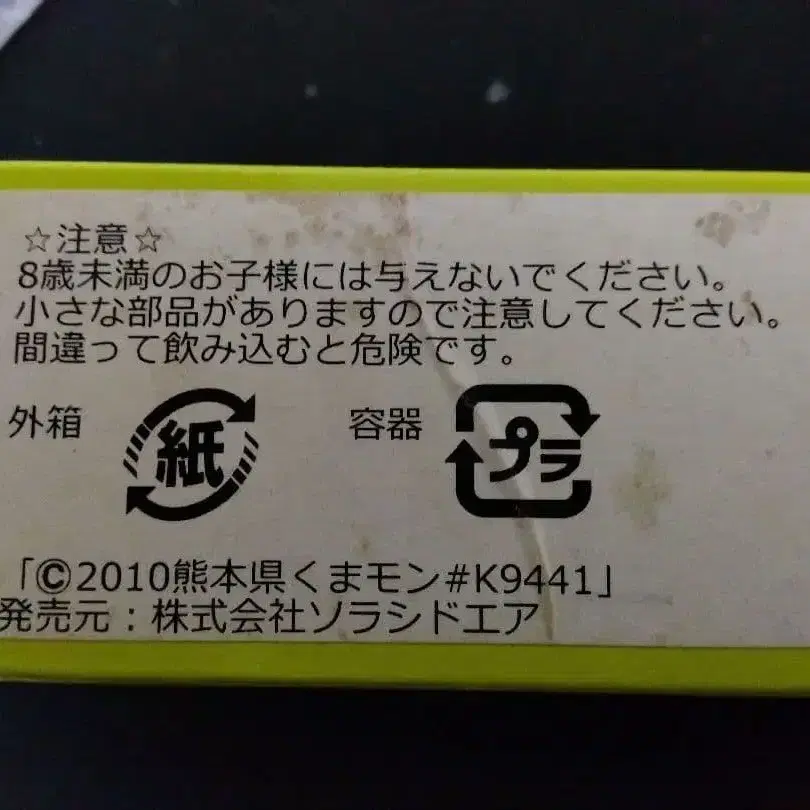 ☆注意☆
8歳未満のお子様には与えないでください。
小さな部品がありますので注意してください。
間違って飲み込むと危険です。
外箱 紙 容器 プラ
「©2010熊本県くまモン#K9441」
発売元：株式会社ソラシドエア